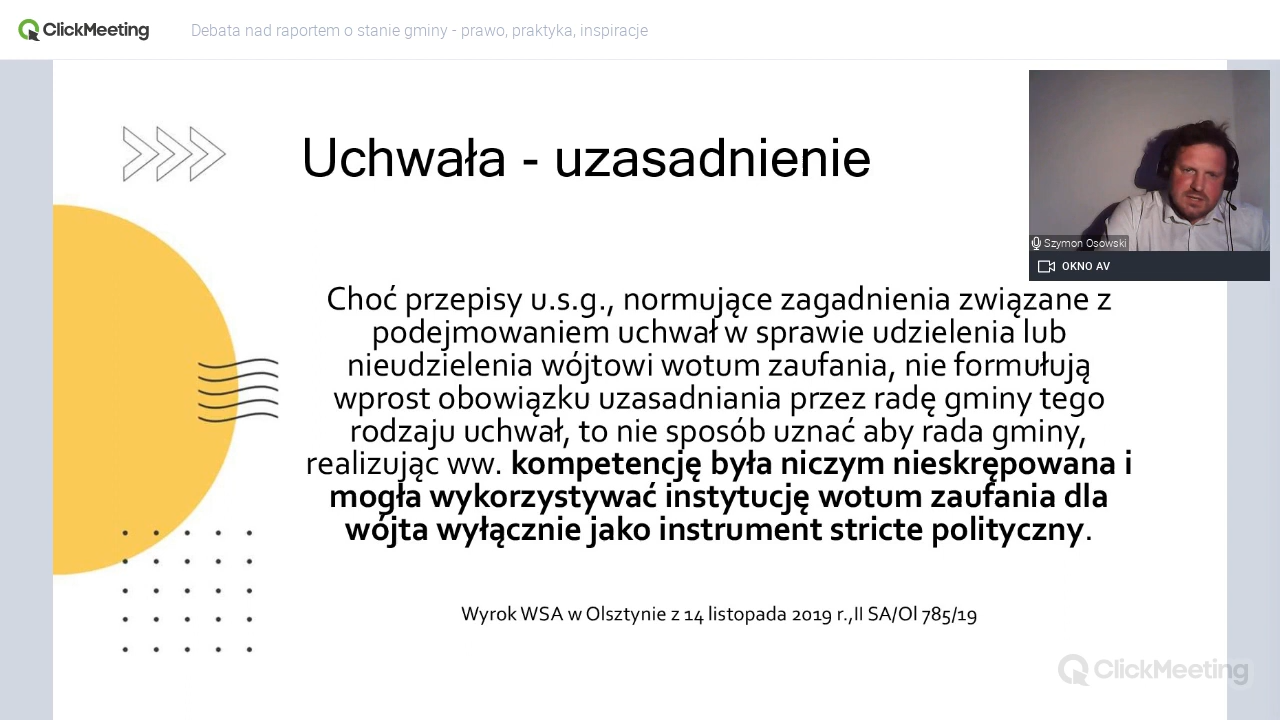 ClickMeeting
Debata nad raportem o stanie gminy - prawo, praktyka, inspiracje
Uchwała - uzasadnienie
Szymon Osowski
OKNO AV
Choć przepisy u.s.g., normujące zagadnienia związane z
podejmowaniem uchwał w sprawie udzielenia lub
nieudzielenia wójtowi wotum zaufania, nie formułują
wprost obowiązku uzasadniania przez radę gminy tego
rodzaju uchwał, to nie sposób uznać aby rada gminy,
realizując ww. kompetencję była niczym nieskrępowana i
mogła wykorzystywać instytucję wotum zaufania dla
wójta wyłącznie jako instrument stricte polityczny.
Wyrok WSA w Olsztynie z 14 listopada 2019 r.,II SA/Ol 785/19
ClickMeeting